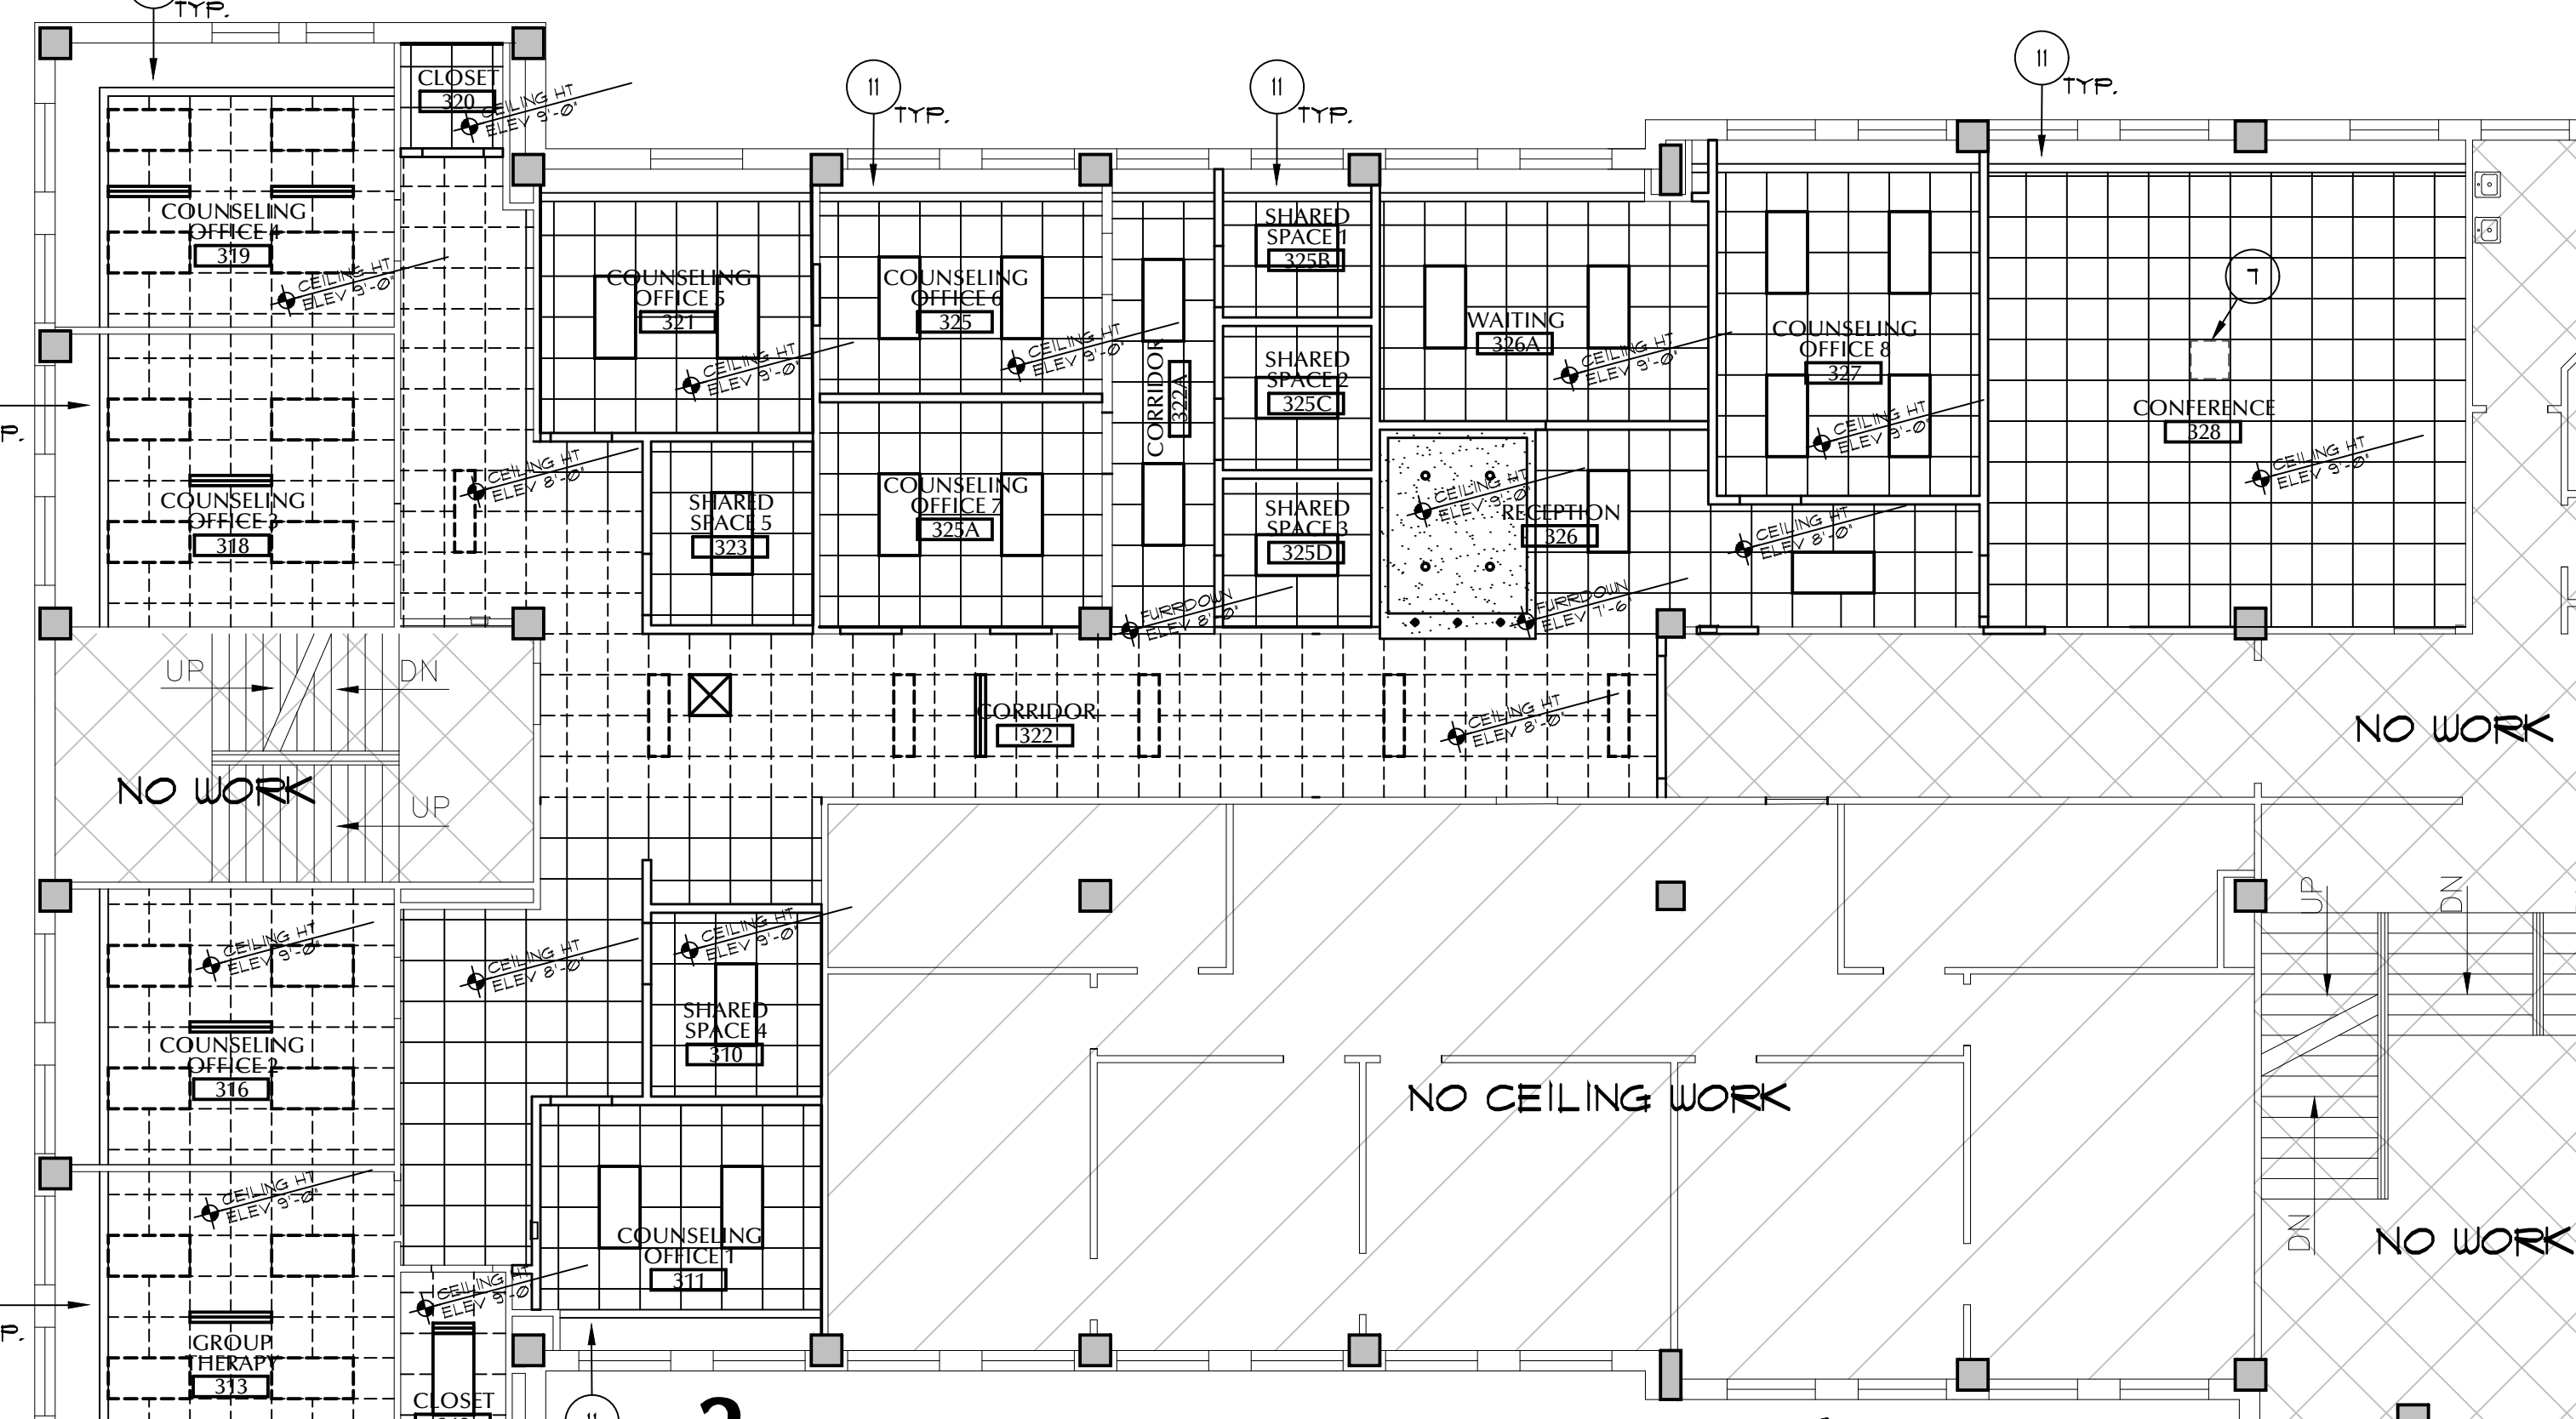 TYP.
11
TYP.
11
TYP.
11
TYP.
CLOSET
320
CEILING HT
ELEV 9'-0"
COUNSELING
OFFICE 4
319
CEILING HT
ELEV 9'-0"
COUNSELING
OFFICE 5
321
CEILING HT
ELEV 9'-0"
COUNSELING
OFFICE 6
325
CEILING HT
ELEV 9'-0"
CORRIDOR
322A
SHARED
SPACE 1
325B
SHARED
SPACE 2
325C
SHARED
SPACE 3
325D
WAITING
326A
CEILING HT
ELEV 9'-0"
COUNSELING
OFFICE 8
327
CEILING HT
ELEV 9'-0"
7
CONFERENCE
328
CEILING HT
ELEV 9'-0"
P.
COUNSELING
OFFICE 3
318
CEILING HT
ELEV 8'-0"
SHARED
SPACE 5
323
COUNSELING
OFFICE 7
325A
CEILING HT
ELEV 9'-0"
RECEPTION
326
CEILING HT
ELEV 8'-0"
FURRDOWN
ELEV 8'-0"
FURRDOWN
ELEV 7'-6"
UP
DN
NO WORK
UP
CORRIDOR
322
CEILING HT
ELEV 8'-0"
NO WORK
CEILING HT
ELEV 9'-0"
CEILING HT
ELEV 8'-0"
CEILING HT
ELEV 9'-0"
COUNSELING
OFFICE 2
316
SHARED
SPACE 4
310
NO CEILING WORK
UP
DN
DN
NO WORK
CEILING HT
ELEV 9'-0"
COUNSELING
OFFICE 1
311
CEILING HT
ELEV 9'-0"
P.
GROUP
THERAPY
313
CLOSET
11